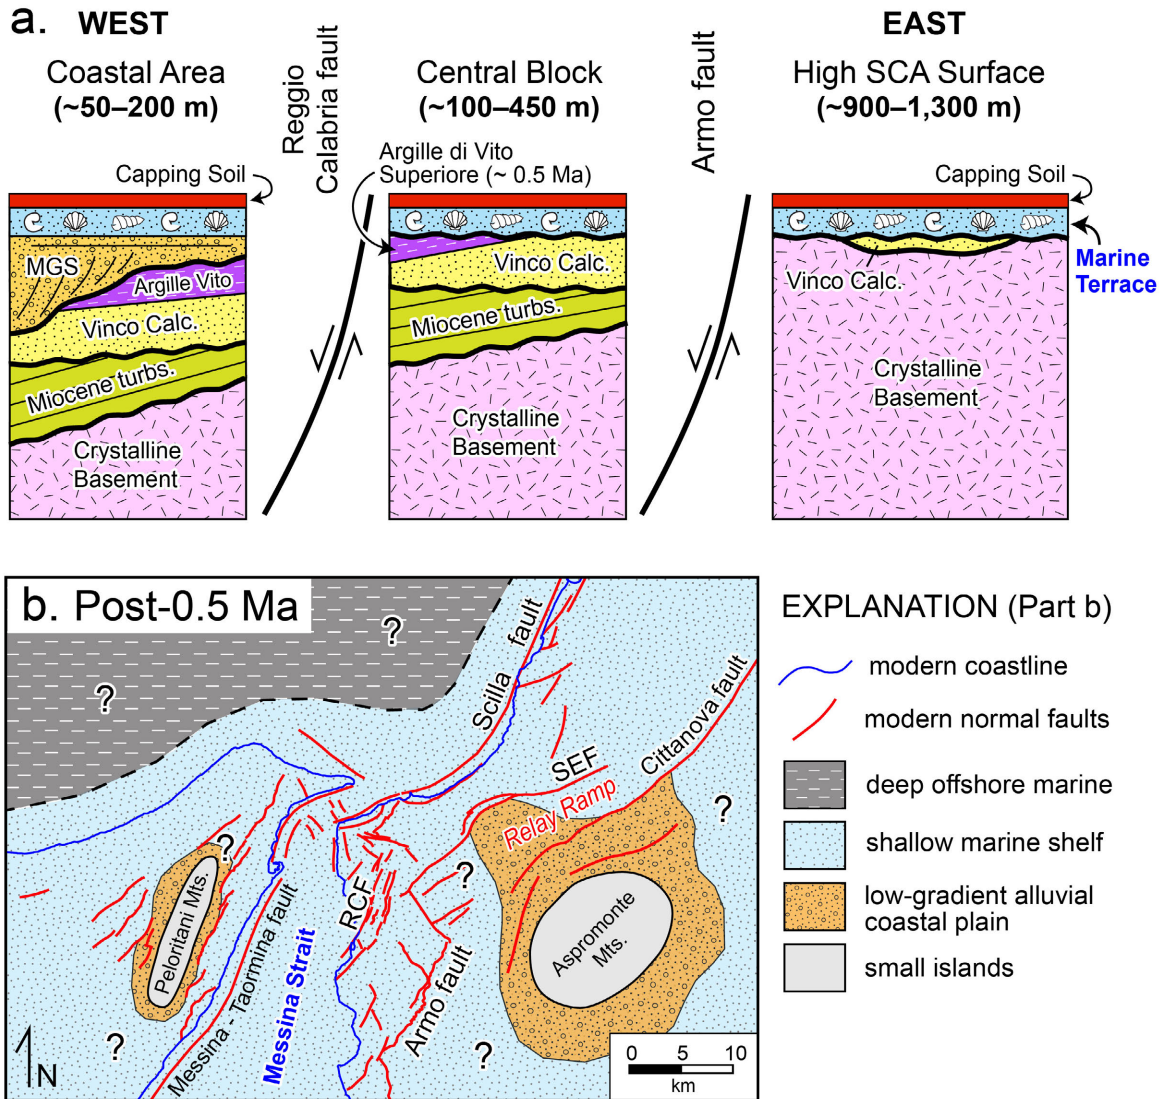 a. WEST
EAST
Coastal Area
(~50–200 m)
Reggio
Calabria fault
Central Block
(~100–450 m)
Armo fault
High SCA Surface
(~900–1,300 m)
Argille di Vito
Superiore (~ 0.5 Ma)
Capping Soil
Capping Soil
MGS
Argille Vito
Vinco Calc.
Miocene turbs.
Crystalline
Basement
Vinco Calc.
Miocene turbs.
Crystalline
Basement
Vinco Calc.
Marine
Terrace
Crystalline
Basement
b. Post-0.5 Ma
?
?
Scilla fault
SEF
Cittanova fault
Relay Ramp
?
?
?
Peloritani Mts.
RCF
Messina - Taormina fault
Messina Strait
Armo fault
Aspromonte
Mts.
?
?
N
0 5 10
km
EXPLANATION (Part b)
modern coastline
modern normal faults
deep offshore marine
shallow marine shelf
low-gradient alluvial
coastal plain
small islands